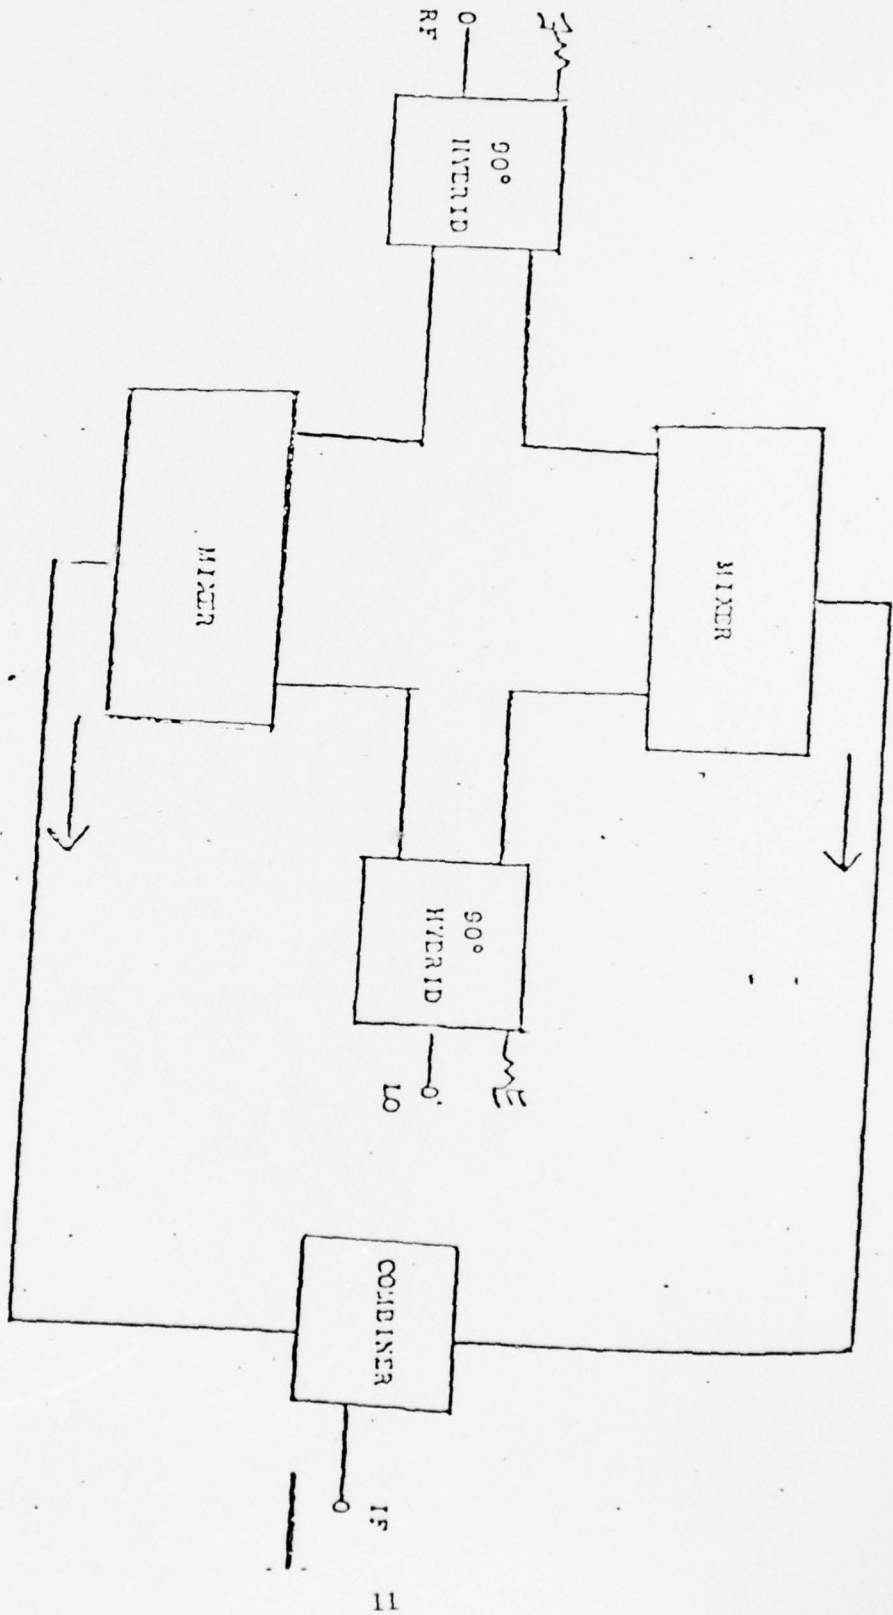 RF
90°
HYBRID
MIXER
MIXER
90°
HYBRID
LO
COMBINER
IF
11